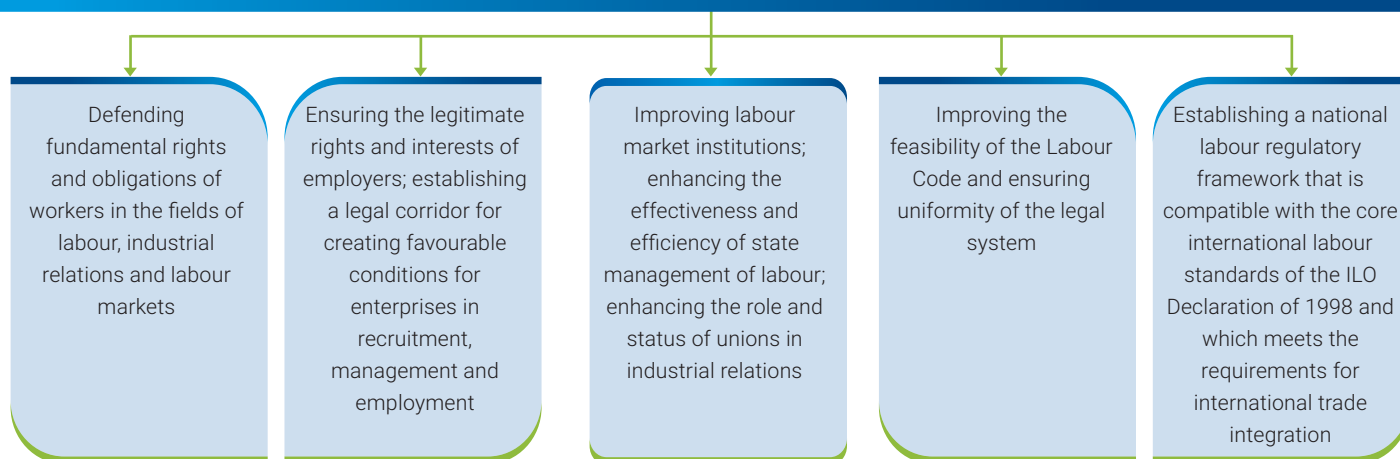 Defending
fundamental rights
and obligations of
workers in the fields of
labour, industrial
relations and labour
markets
Ensuring the legitimate
rights and interests of
employers; establishing
a legal corridor for
creating favourable
conditions for
enterprises in
recruitment,
management and
employment
Improving labour
market institutions;
enhancing the
effectiveness and
efficiency of state
management of labour;
enhancing the role and
status of unions in
industrial relations
Improving the
feasibility of the Labour
Code and ensuring
uniformity of the legal
system
Establishing a national
labour regulatory
framework that is
compatible with the core
international labour
standards of the ILO
Declaration of 1998 and
which meets the
requirements for
international trade
integration